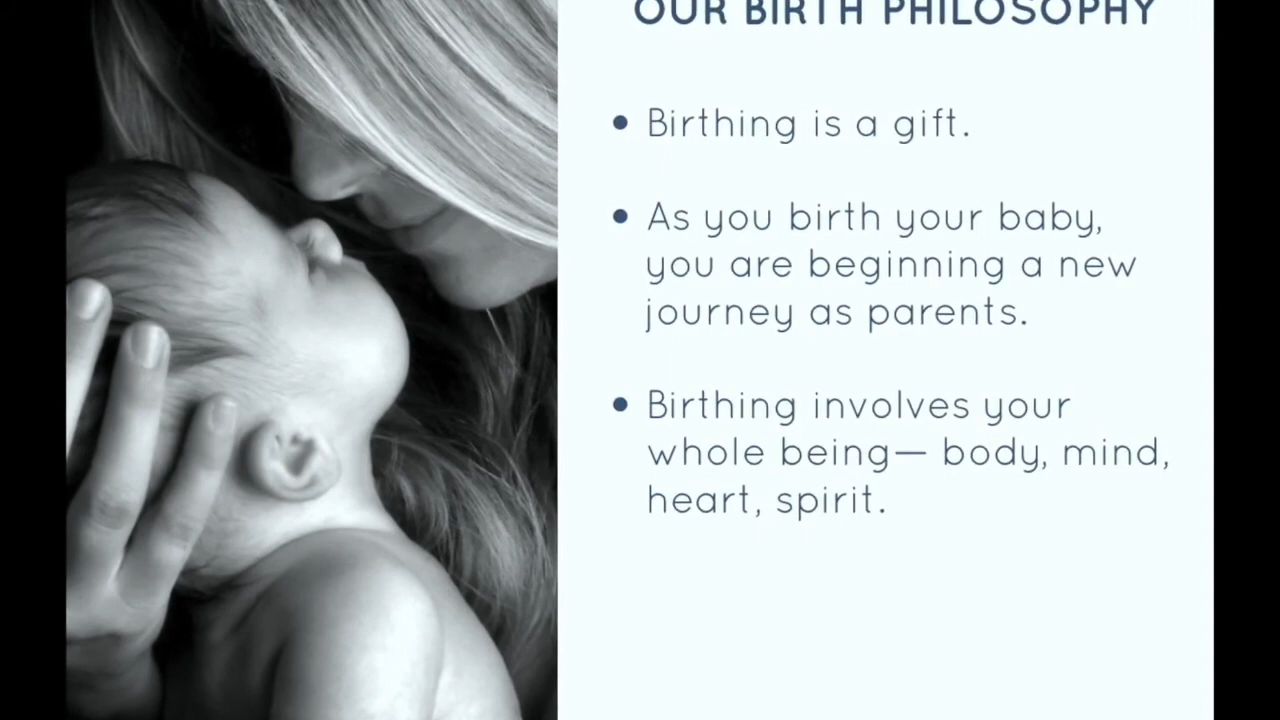 OUR BIRTH PHILOSOPHY
• Birthing is a gift.
• As you birth your baby,
you are beginning a new
journey as parents.
• Birthing involves your
whole being— body, mind,
heart, spirit.